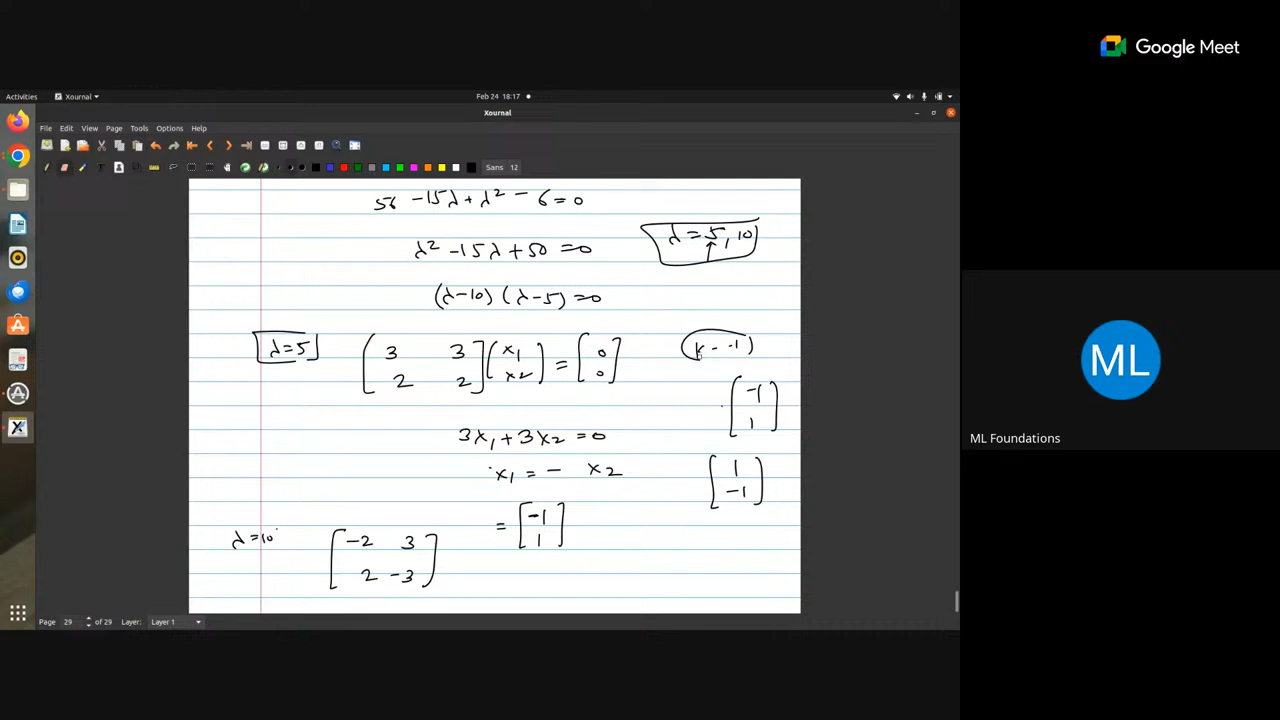 Google Meet
Activities Xournal Feb 24 18:17
Xournal
File Edit View Page Tools Options Help
Sans 12
56 -15λ + λ² - 6 = 0
λ² -15λ + 50 = 0
λ = 5, 10
(λ-10) (λ-5) = 0
λ=5 [3 3; 2 2] [x1; x2] = [0; 0]
[-1; 1]
3x1 + 3x2 = 0
x1 = - x2
[1; -1]
= [-1; 1]
λ=10 [-2 3; 2 -3]
Page 29 of 29 Layer: Layer 1
ML
ML Foundations